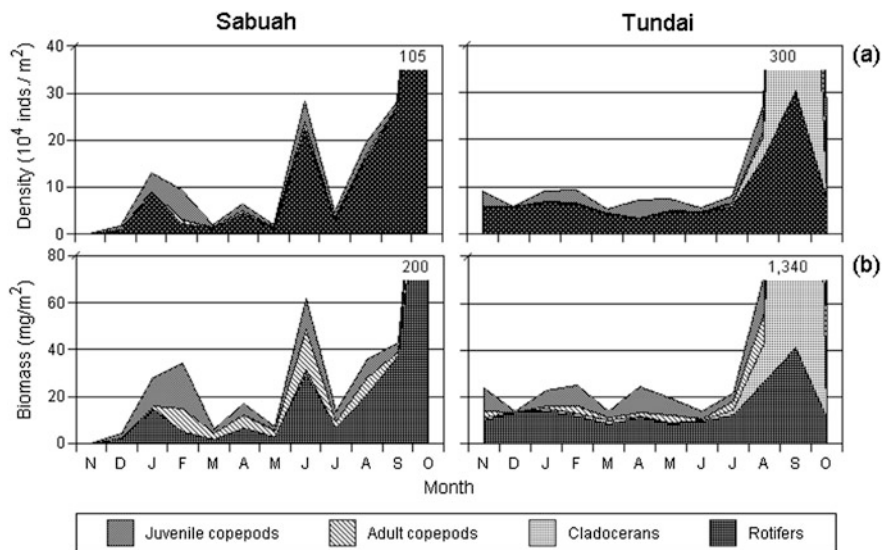 Sabuah
Tundai
Density (10⁴ inds./ m²)
40
30
20
10
0
105
300
(a)
Biomass (mg/m²)
80
60
40
20
0
200
1,340
(b)
N D J F M A M J J A S O
N D J F M A M J J A S O
Month
Juvenile copepods
Adult copepods
Cladocerans
Rotifers